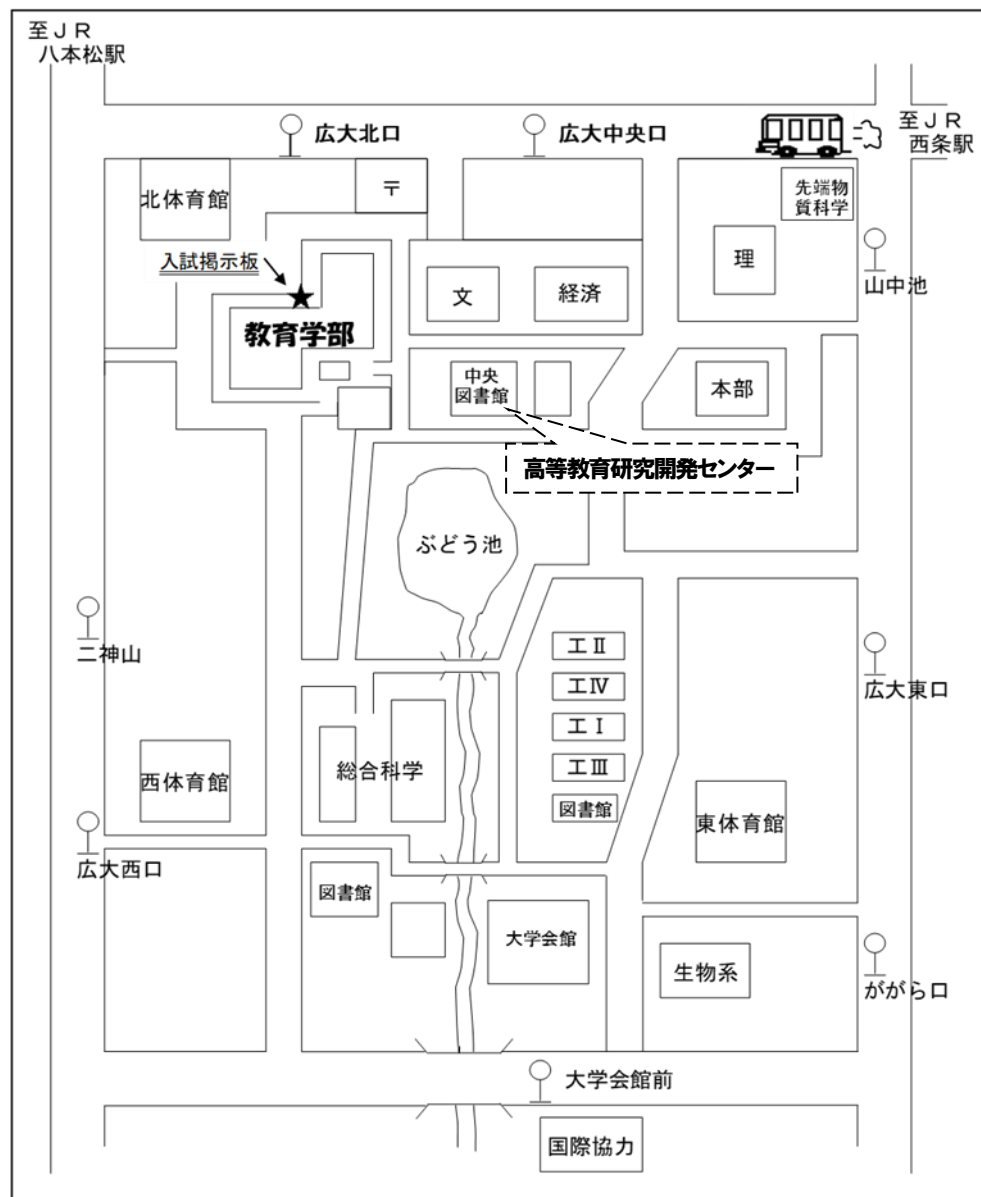 至ＪＲ
八本松駅
広大北口
広大中央口
至ＪＲ
西条駅
北体育館
〒
先端物
質科学
入試掲示板
文
経済
理
山中池
教育学部
中央
図書館
本部
高等教育研究開発センター
ぶどう池
二神山
工Ⅱ
工Ⅳ
工Ⅰ
工Ⅲ
図書館
広大東口
西体育館
総合科学
東体育館
広大西口
図書館
大学会館
生物系
ががら口
大学会館前
国際協力